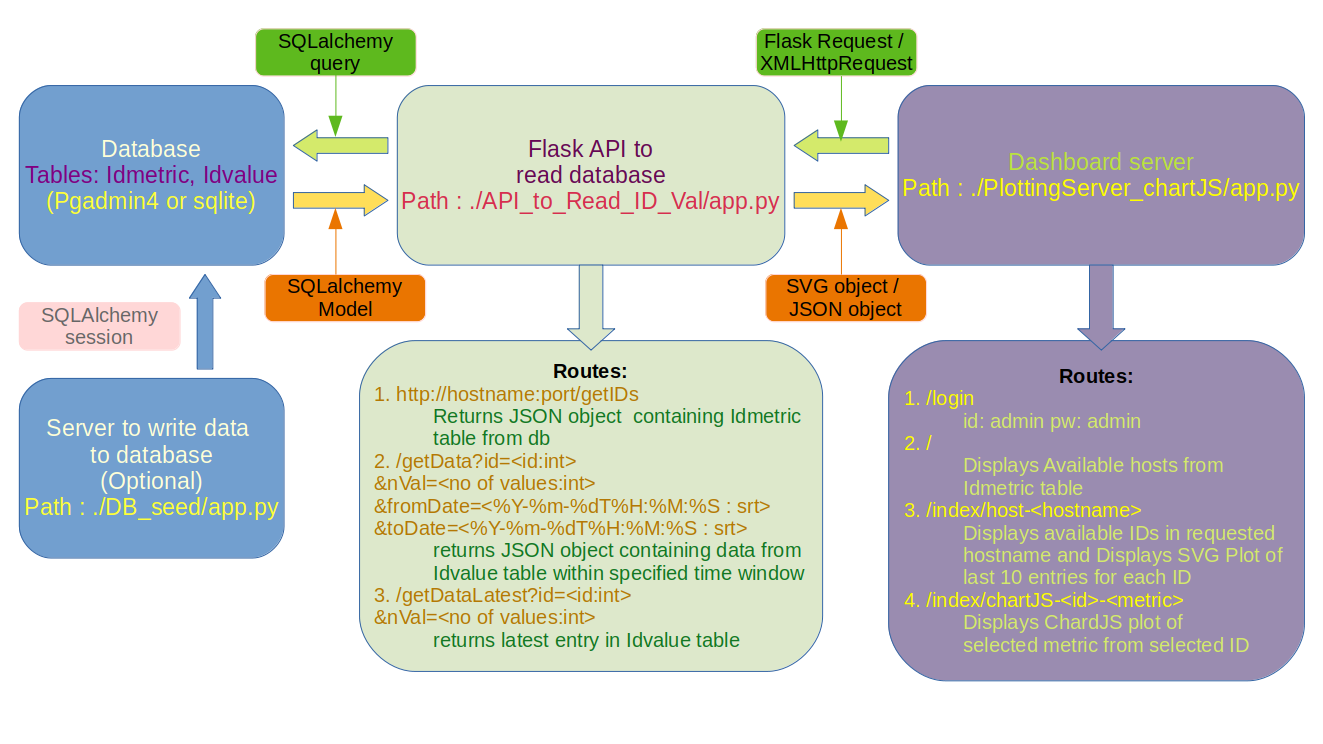 SQLalchemy
query
Flask Request /
XMLHttpRequest
Database
Tables: Idmetric, Idvalue
(Pgadmin4 or sqlite)
Flask API to
read database
Path : ./API_to_Read_ID_Val/app.py
Dashboard server
Path : ./PlottingServer_chartJS/app.py
SQLalchemy
Model
SVG object /
JSON object
SQLAlchemy
session
Server to write data
to database
(Optional)
Path : ./DB_seed/app.py
Routes:
1. http://hostname:port/getIDs
Returns JSON object  containing Idmetric
table from db
2. /getData?id=<id:int>
&nVal=<no of values:int>
&fromDate=<%Y-%m-%dT%H:%M:%S : srt>
&toDate=<%Y-%m-%dT%H:%M:%S : srt>
returns JSON object containing data from
Idvalue table within specified time window
3. /getDataLatest?id=<id:int>
&nVal=<no of values:int>
returns latest entry in Idvalue table
Routes:
1. /login
id: admin pw: admin
2. /
Displays Available hosts from
Idmetric table
3. /index/host-<hostname>
Displays available IDs in requested
hostname and Displays SVG Plot of
last 10 entries for each ID
4. /index/chartJS-<id>-<metric>
Displays ChardJS plot of
selected metric from selected ID